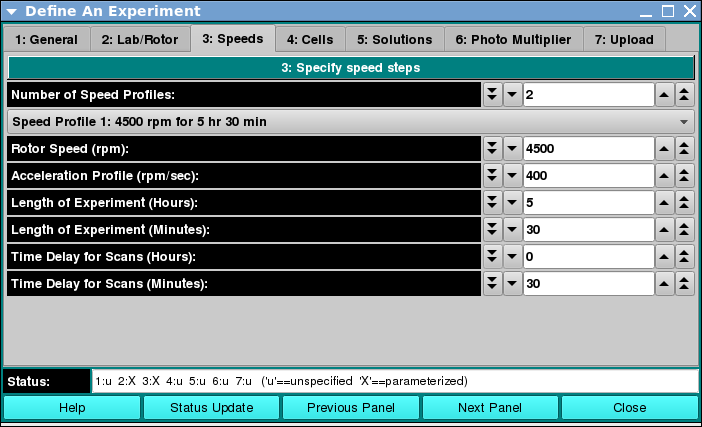 Define An Experiment
1: General 2: Lab/Rotor 3: Speeds 4: Cells 5: Solutions 6: Photo Multiplier 7: Upload
3: Specify speed steps
Number of Speed Profiles: 2
Speed Profile 1: 4500 rpm for 5 hr 30 min
Rotor Speed (rpm): 4500
Acceleration Profile (rpm/sec): 400
Length of Experiment (Hours): 5
Length of Experiment (Minutes): 30
Time Delay for Scans (Hours): 0
Time Delay for Scans (Minutes): 30
Status: 1:u 2:X 3:X 4:u 5:u 6:u 7:u ('u'==unspecified 'X'==parameterized)
Help Status Update Previous Panel Next Panel Close